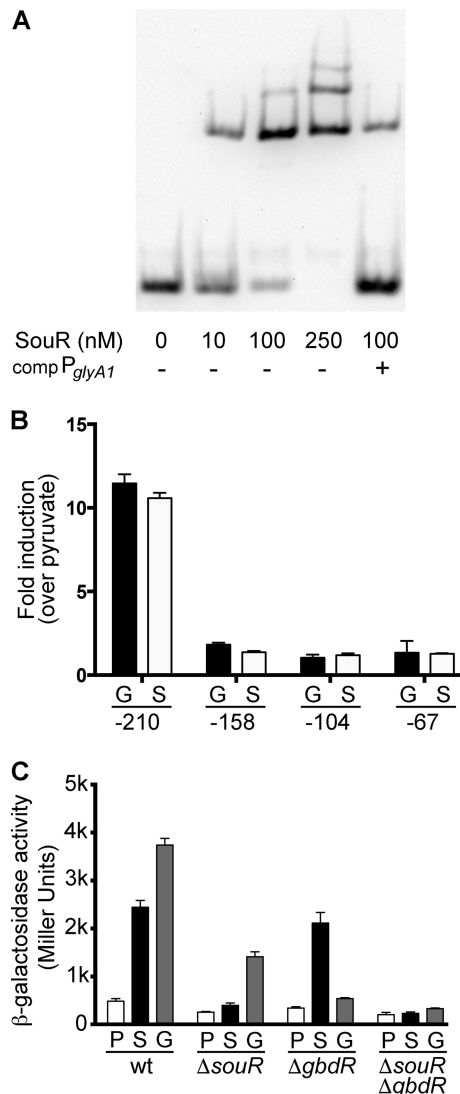 A
SouR (nM) 0 10 100 250 100
comp PglyA1 - - - - +
B
Fold induction
(over pyruvate)
15
10
5
0
G S G S G S G S
-210 -158 -104 -67
C
β-galactosidase activity
(Miller Units)
5k
4k
3k
2k
1k
0
P S G P S G P S G P S G
wt ΔsouR ΔgbdR ΔsouR
ΔgbdR